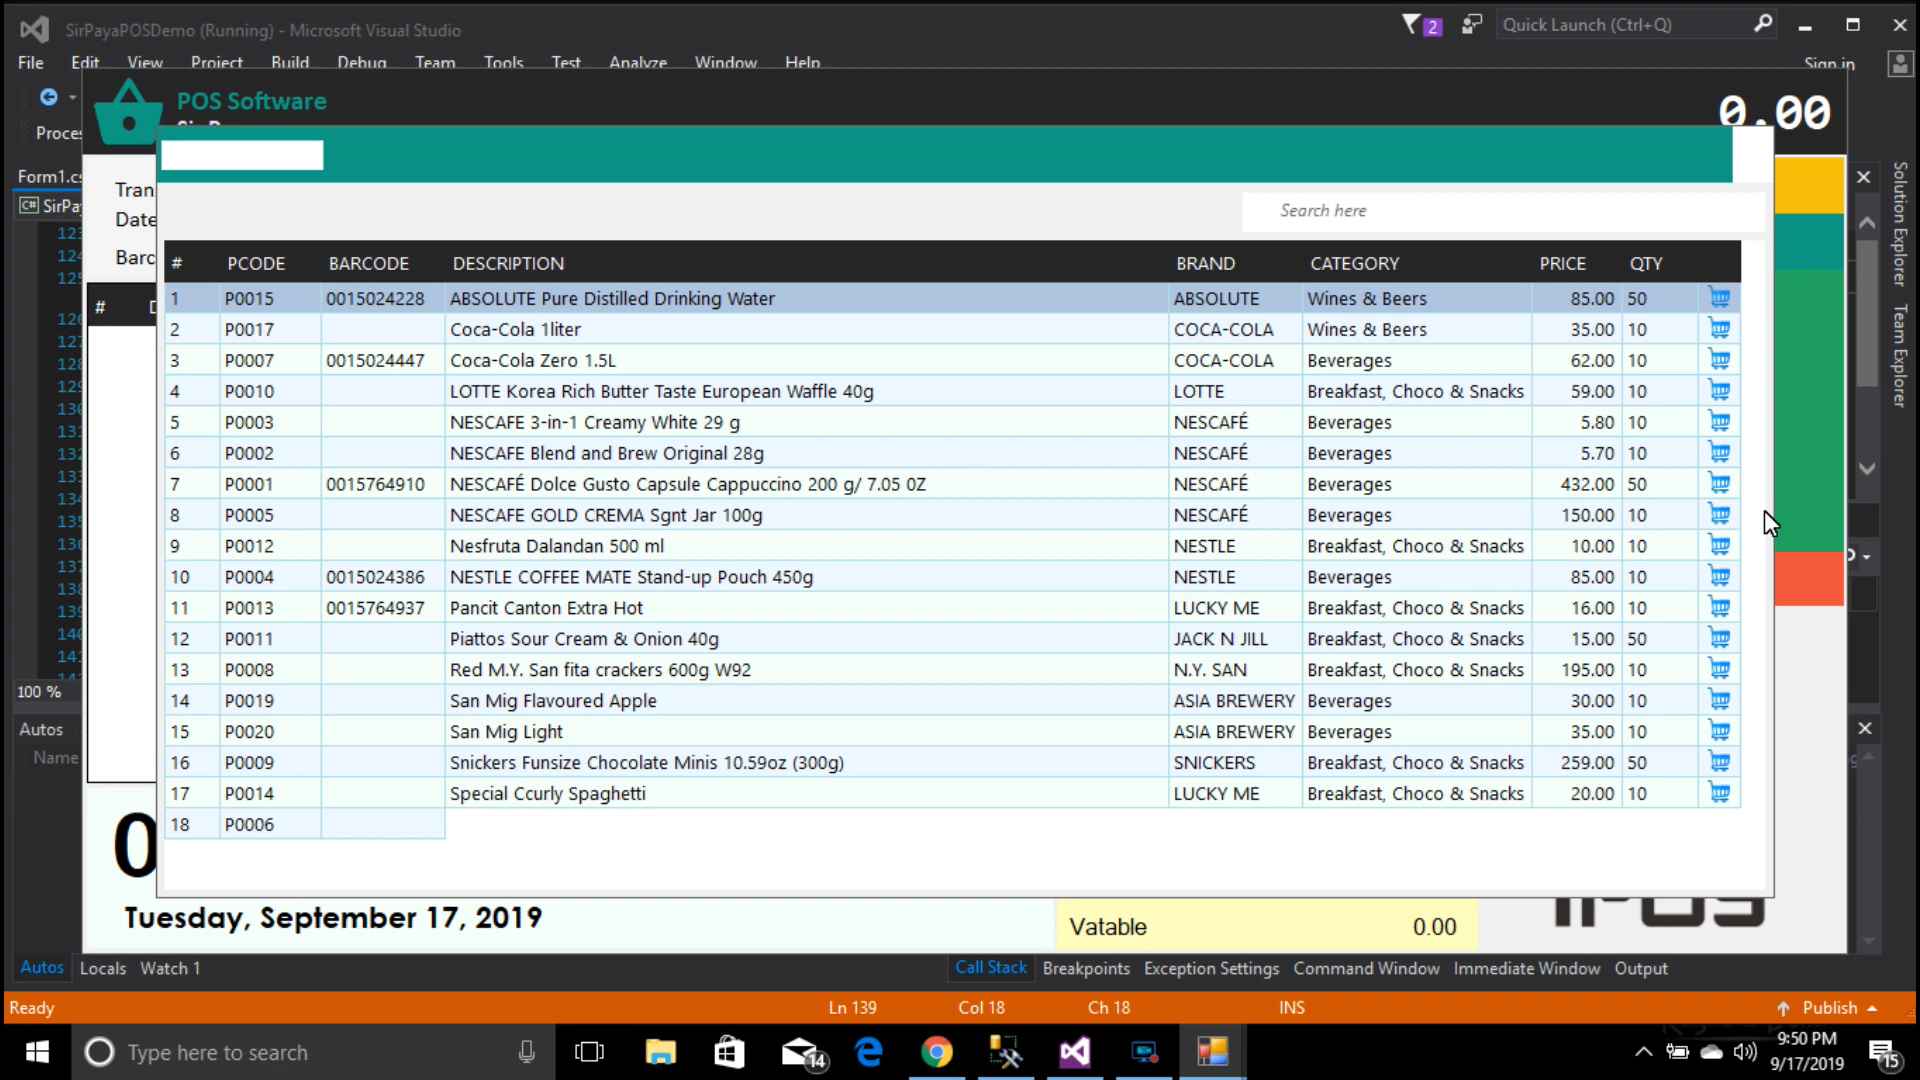 SirPayaPOSDemo (Running) - Microsoft Visual Studio
2
Quick Launch (Ctrl+Q)
File Edit View Project Build Debug Team Tools Test Analyze Window Help
Sign in
POS Software
0.00
Proces
Form1.cs
SirPay
Tran
Date
Barc
Search here
# PCODE BARCODE DESCRIPTION BRAND CATEGORY PRICE QTY
1 P0015 0015024228 ABSOLUTE Pure Distilled Drinking Water ABSOLUTE Wines & Beers 85.00 50
2 P0017 Coca-Cola 1liter COCA-COLA Wines & Beers 35.00 10
3 P0007 0015024447 Coca-Cola Zero 1.5L COCA-COLA Beverages 62.00 10
4 P0010 LOTTE Korea Rich Butter Taste European Waffle 40g LOTTE Breakfast, Choco & Snacks 59.00 10
5 P0003 NESCAFE 3-in-1 Creamy White 29 g NESCAFÉ Beverages 5.80 10
6 P0002 NESCAFE Blend and Brew Original 28g NESCAFÉ Beverages 5.70 10
7 P0001 0015764910 NESCAFÉ Dolce Gusto Capsule Cappuccino 200 g/ 7.05 0Z NESCAFÉ Beverages 432.00 50
8 P0005 NESCAFE GOLD CREMA Sgnt Jar 100g NESCAFÉ Beverages 150.00 10
9 P0012 Nesfruta Dalandan 500 ml NESTLE Breakfast, Choco & Snacks 10.00 10
10 P0004 0015024386 NESTLE COFFEE MATE Stand-up Pouch 450g NESTLE Beverages 85.00 10
11 P0013 0015764937 Pancit Canton Extra Hot LUCKY ME Breakfast, Choco & Snacks 16.00 10
12 P0011 Piattos Sour Cream & Onion 40g JACK N JILL Breakfast, Choco & Snacks 15.00 50
13 P0008 Red M.Y. San fita crackers 600g W92 N.Y. SAN Breakfast, Choco & Snacks 195.00 10
14 P0019 San Mig Flavoured Apple ASIA BREWERY Beverages 30.00 10
15 P0020 San Mig Light ASIA BREWERY Beverages 35.00 10
16 P0009 Snickers Funsize Chocolate Minis 10.59oz (300g) SNICKERS Breakfast, Choco & Snacks 259.00 50
17 P0014 Special Ccurly Spaghetti LUCKY ME Breakfast, Choco & Snacks 20.00 10
18 P0006
#
100 %
Autos
Name
Solution Explorer
Team Explorer
0
Tuesday, September 17, 2019
Vatable 0.00
Autos Locals Watch 1
Call Stack Breakpoints Exception Settings Command Window Immediate Window Output
Ready Ln 139 Col 18 Ch 18 INS Publish
Type here to search
14
9:50 PM
9/17/2019
15